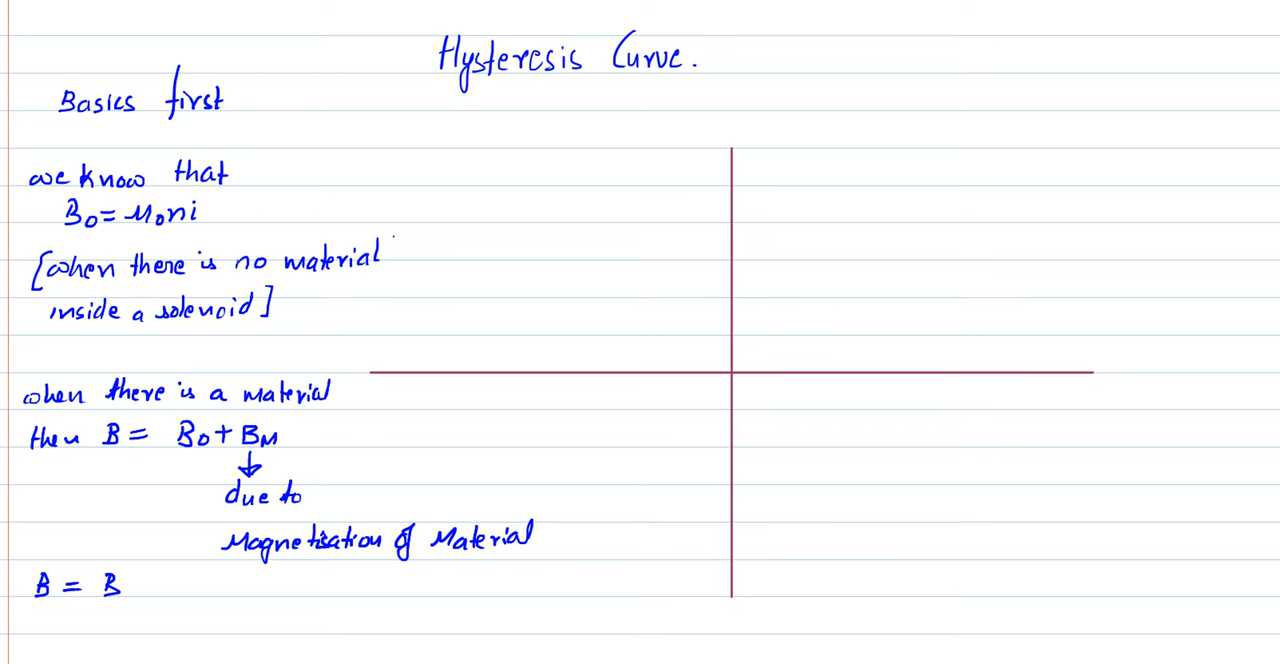 Hysteresis Curve.
Basics first
we know that
B0 = μ0ni
[when there is no material
inside a solenoid]
when there is a material
then B = B0 + BM
↓
due to
Magnetisation of Material
B = B